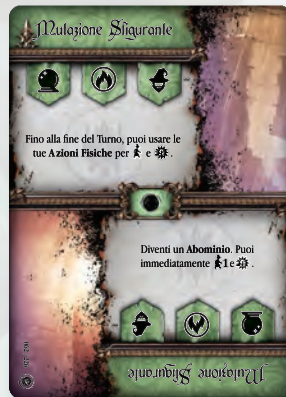 Mutazione Sfigurante
Fino alla fine del Turno, puoi usare le
tue Azioni Fisiche per e .
Diventi un Abominio. Puoi
immediatamente 1 e .
Mutazione Sfigurante